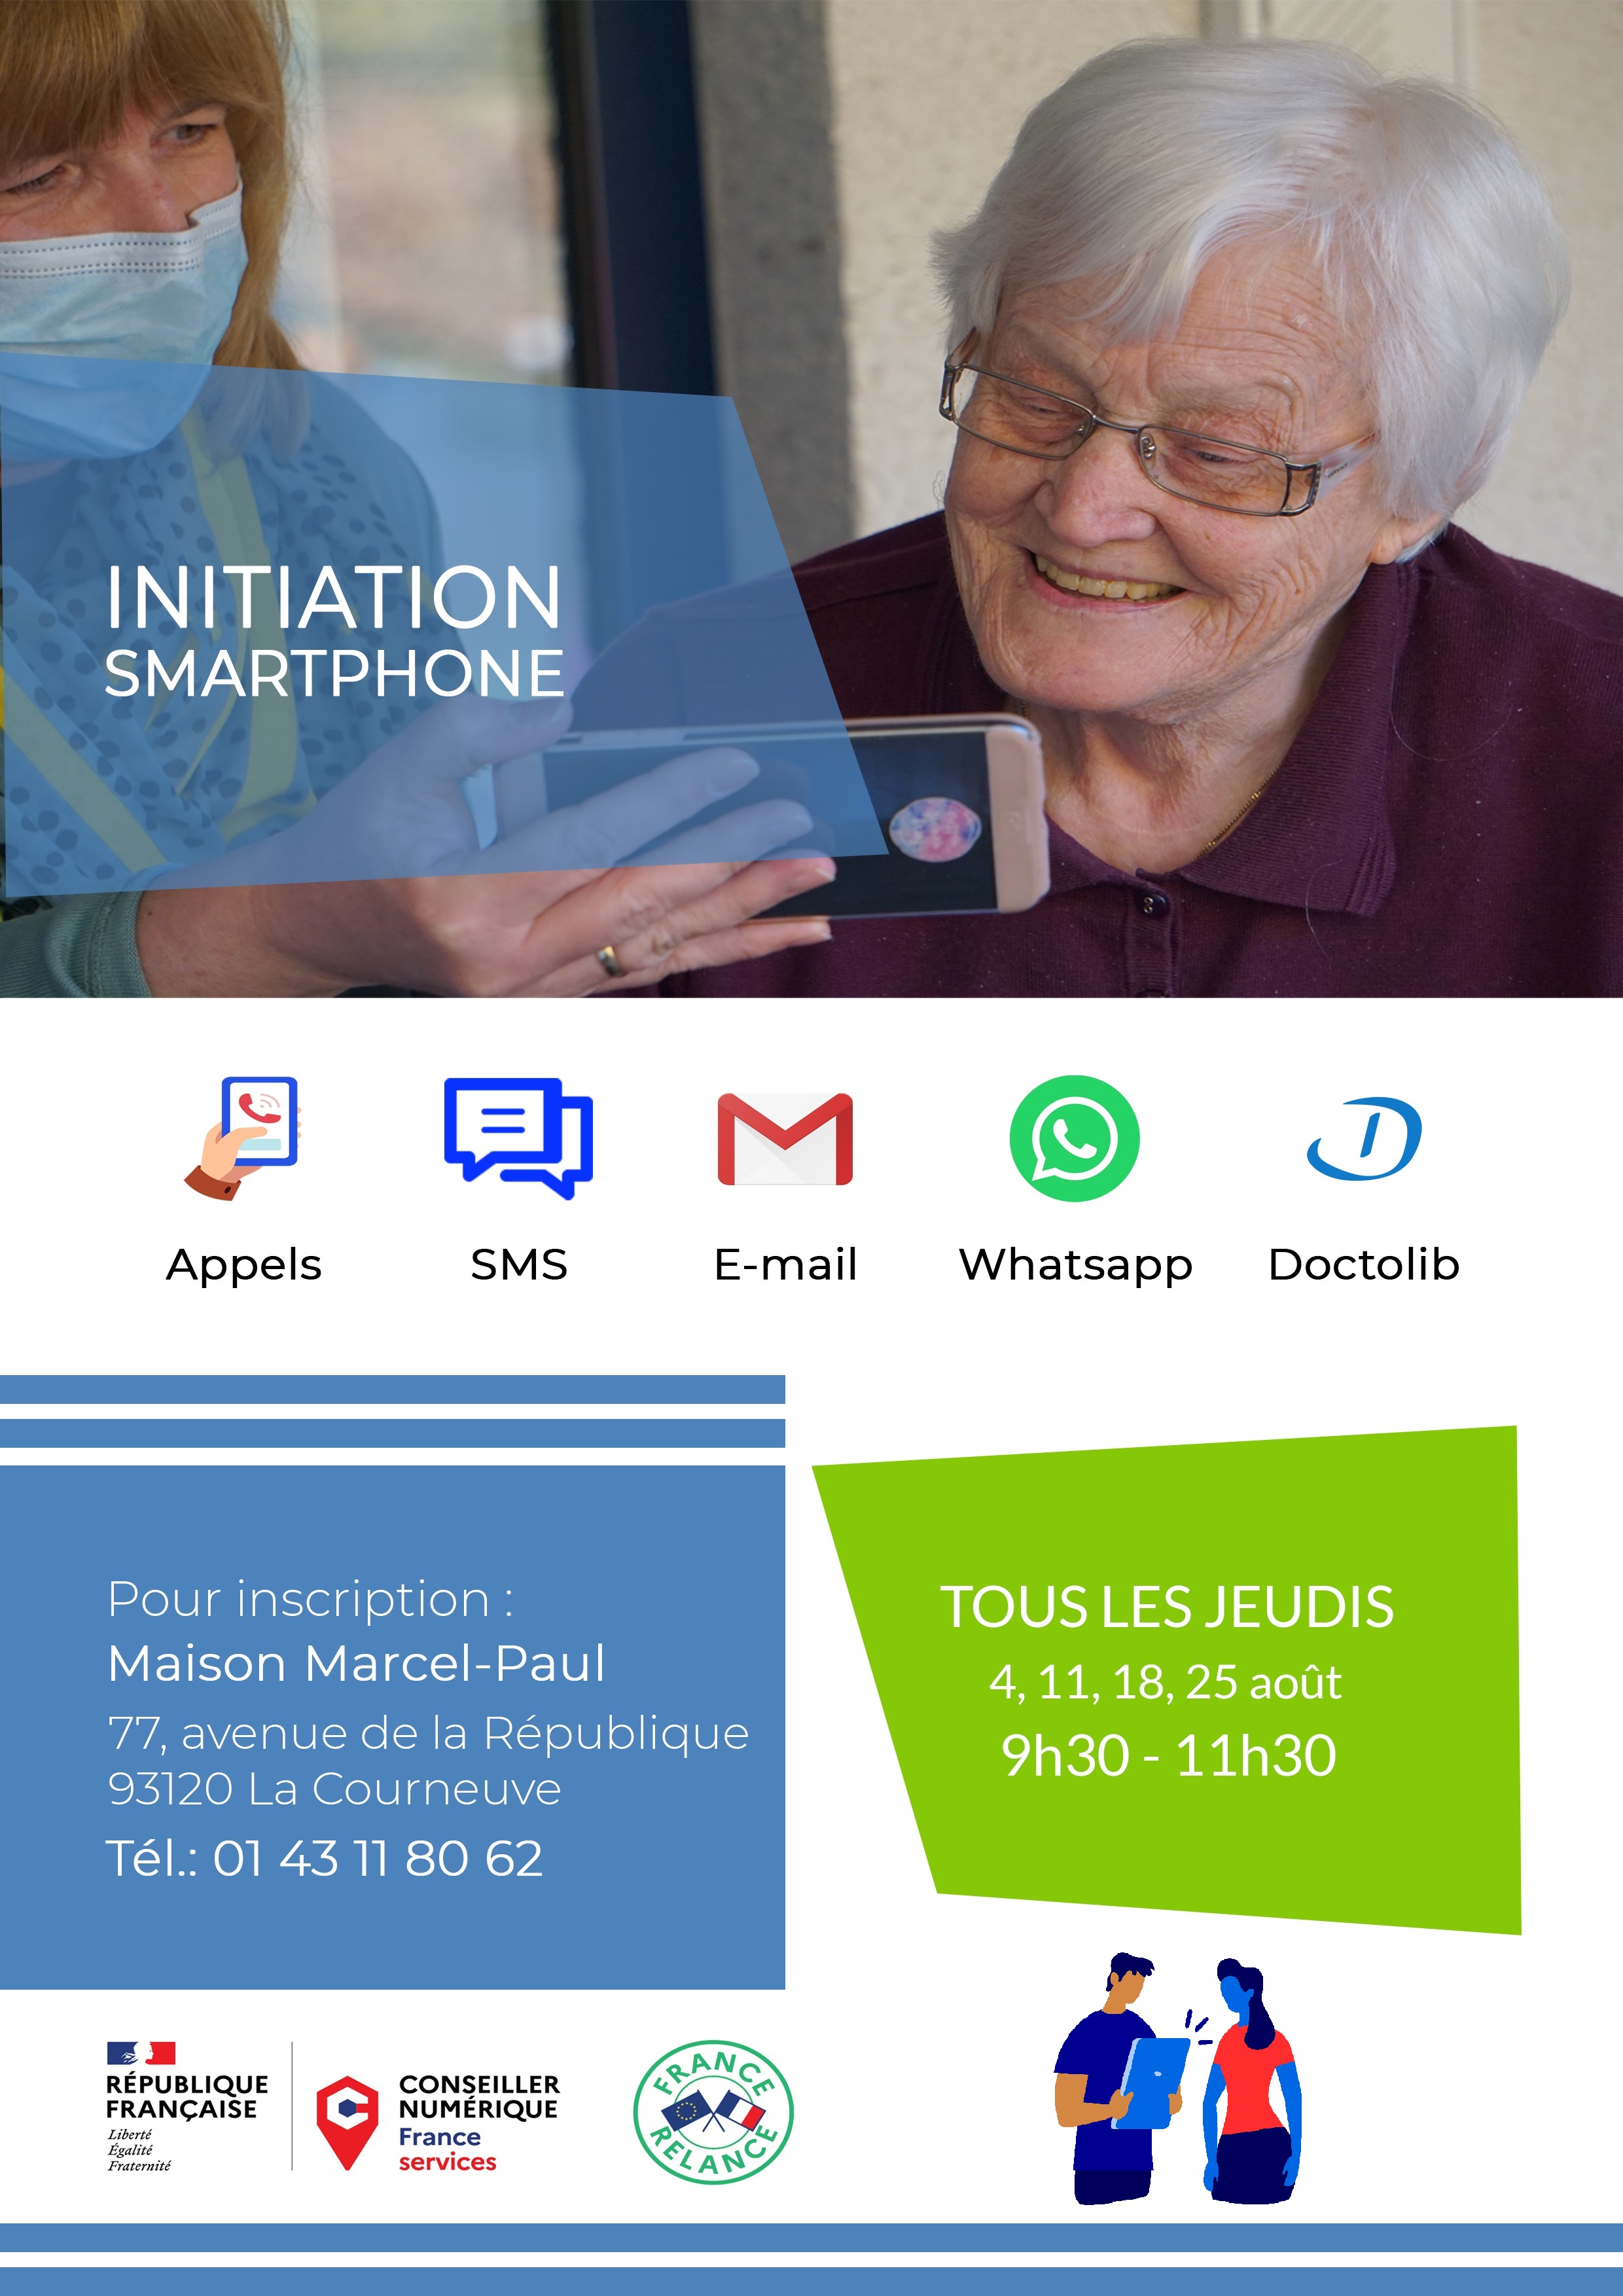 INITIATION
SMARTPHONE
Appels
SMS
E-mail
Whatsapp
Doctolib
Pour inscription :
Maison Marcel-Paul
77, avenue de la République
93120 La Courneuve
Tél.: 01 43 11 80 62
TOUS LES JEUDIS
4, 11, 18, 25 août
9h30 - 11h30
RÉPUBLIQUE
FRANÇAISE
Liberté
Égalité
Fraternité
CONSEILLER
NUMÉRIQUE
France
services
FRANCE
RELANCE